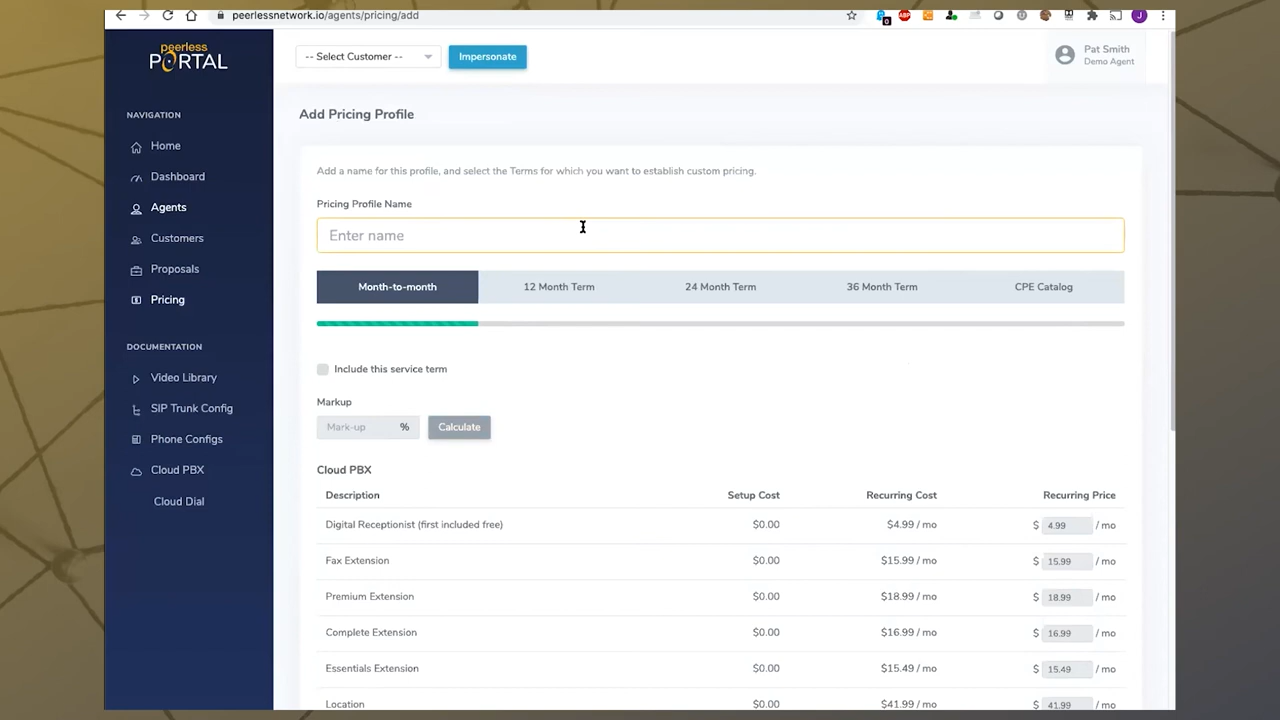 peerlessnetwork.io/agents/pricing/add
0
ABP
J
peerless
PORTAL
-- Select Customer --
Impersonate
Pat Smith
Demo Agent
NAVIGATION
Home
Dashboard
Agents
Customers
Proposals
Pricing
DOCUMENTATION
Video Library
SIP Trunk Config
Phone Configs
Cloud PBX
Cloud Dial
Add Pricing Profile
Add a name for this profile, and select the Terms for which you want to establish custom pricing.
Pricing Profile Name
Enter name
Month-to-month 12 Month Term 24 Month Term 36 Month Term CPE Catalog
Include this service term
Markup
Mark-up % Calculate
Cloud PBX
Description Setup Cost Recurring Cost Recurring Price
Digital Receptionist (first included free) $0.00 $4.99 / mo $ 4.99 / mo
Fax Extension $0.00 $15.99 / mo $ 15.99 / mo
Premium Extension $0.00 $18.99 / mo $ 18.99 / mo
Complete Extension $0.00 $16.99 / mo $ 16.99 / mo
Essentials Extension $0.00 $15.49 / mo $ 15.49 / mo
Location $0.00 $41.99 / mo $ 41.99 / mo